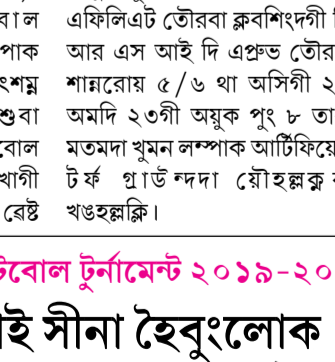 বাল
পাক
ৎশন্ন
শুবা
বোল
খাগী
ব্রেষ্ট
এফিলিএট তৌরবা ক্লবশিংদগী
আর এস আই দি এপ্রুভ তৌর
শান্নরোয় ৫/৬ থা অসিগী ২
অমদি ২৩গী অয়ুক পুং ৮ তা
মতমদা খুমন লম্পাক আর্টিফিয়ে
টর্ফ গ্রাউন্দদা য়ৌহল্লক্ন
খঙহল্লক্লি।
টবোল টুর্নামেন্ট ২০১৯-২০
াই সীনা হৈবুংলোক